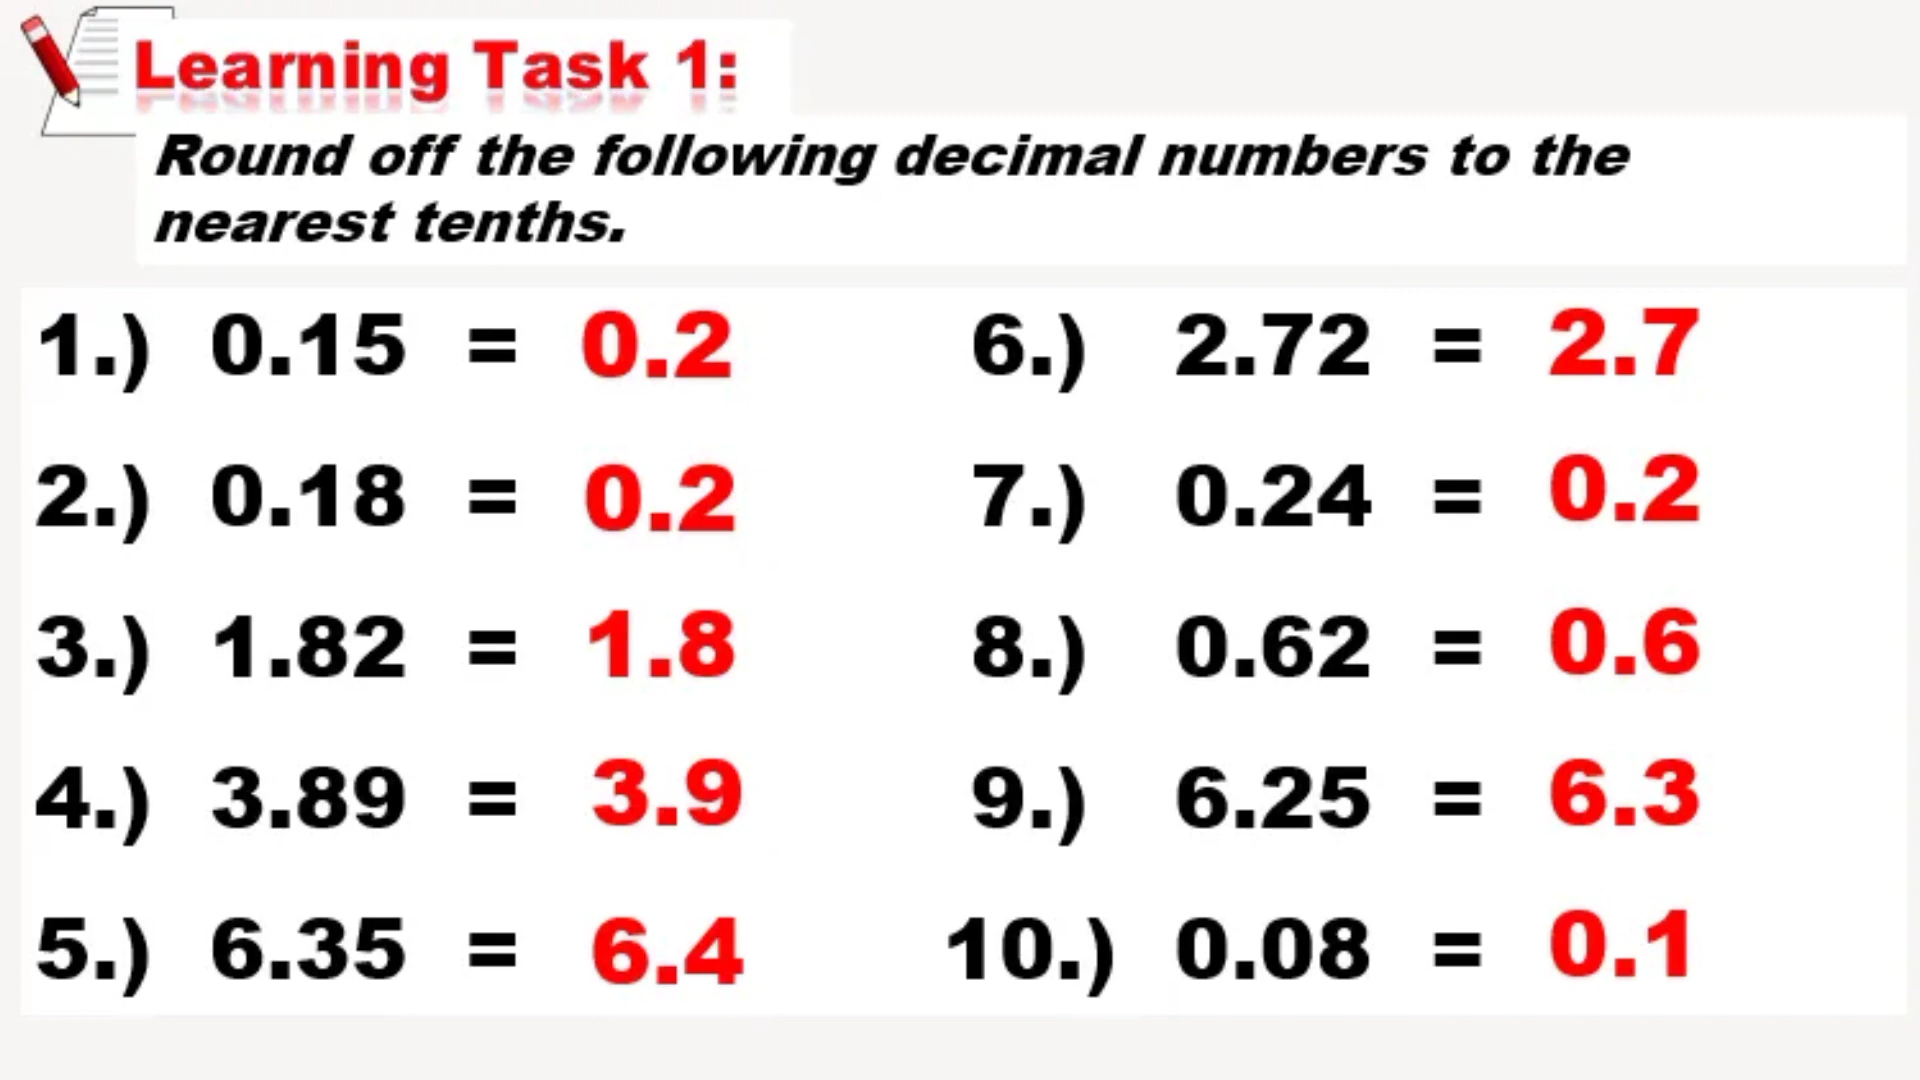 Learning Task 1:
Round off the following decimal numbers to the
nearest tenths.
1.) 0.15 = 0.2
2.) 0.18 = 0.2
3.) 1.82 = 1.8
4.) 3.89 = 3.9
5.) 6.35 = 6.4
6.) 2.72 = 2.7
7.) 0.24 = 0.2
8.) 0.62 = 0.6
9.) 6.25 = 6.3
10.) 0.08 = 0.1